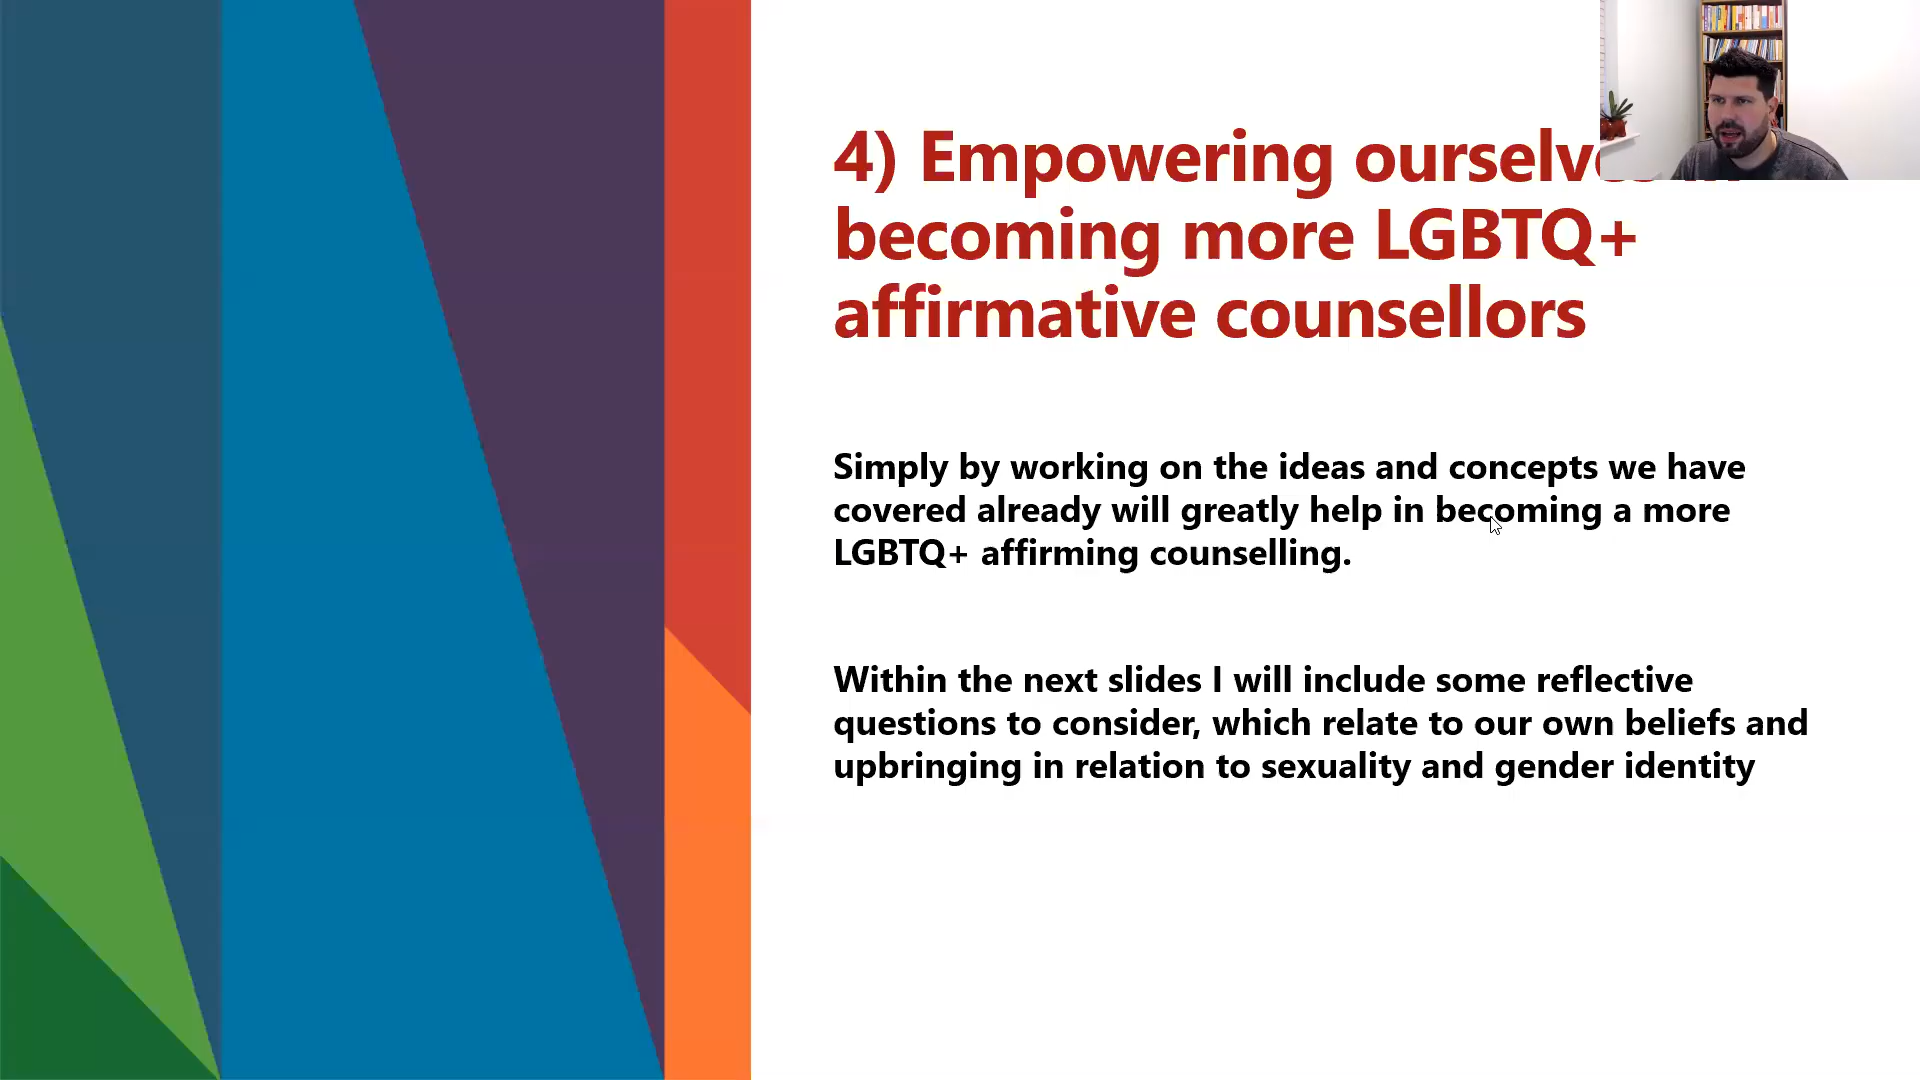 4) Empowering
becoming more LGBTQ+
affirmative counsellors
Simply by working on the ideas and concepts we have
covered already will greatly help in becoming a more
LGBTQ+ affirming counselling.
Within the next slides I will include some reflective
questions to consider, which relate to our own beliefs and
upbringing in relation to sexuality and gender identity